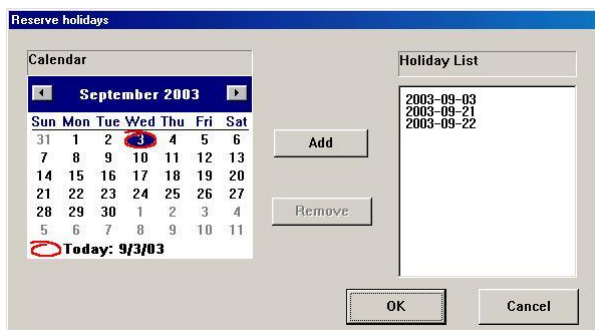 Reserve holidays
Calendar
September 2003
Sun Mon Tue Wed Thu Fri Sat
31 1 2 3 4 5 6
7 8 9 10 11 12 13
14 15 16 17 18 19 20
21 22 23 24 25 26 27
28 29 30 1 2 3 4
5 6 7 8 9 10 11
Today: 9/3/03
Add
Remove
Holiday List
2003-09-03
2003-09-21
2003-09-22
OK
Cancel